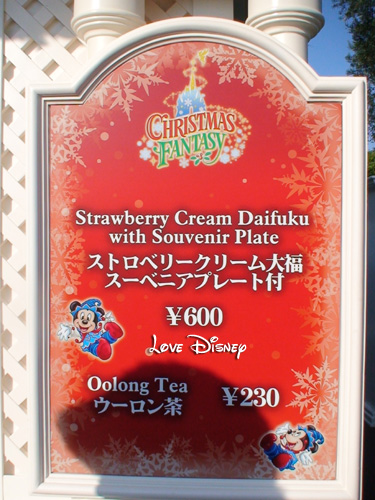 CHRISTMAS
FANTASY
Strawberry Cream Daifuku
with Souvenir Plate
ストロベリークリーム大福
スーベニアプレート付
¥600
Love Disney
Oolong Tea
ウーロン茶 ¥230